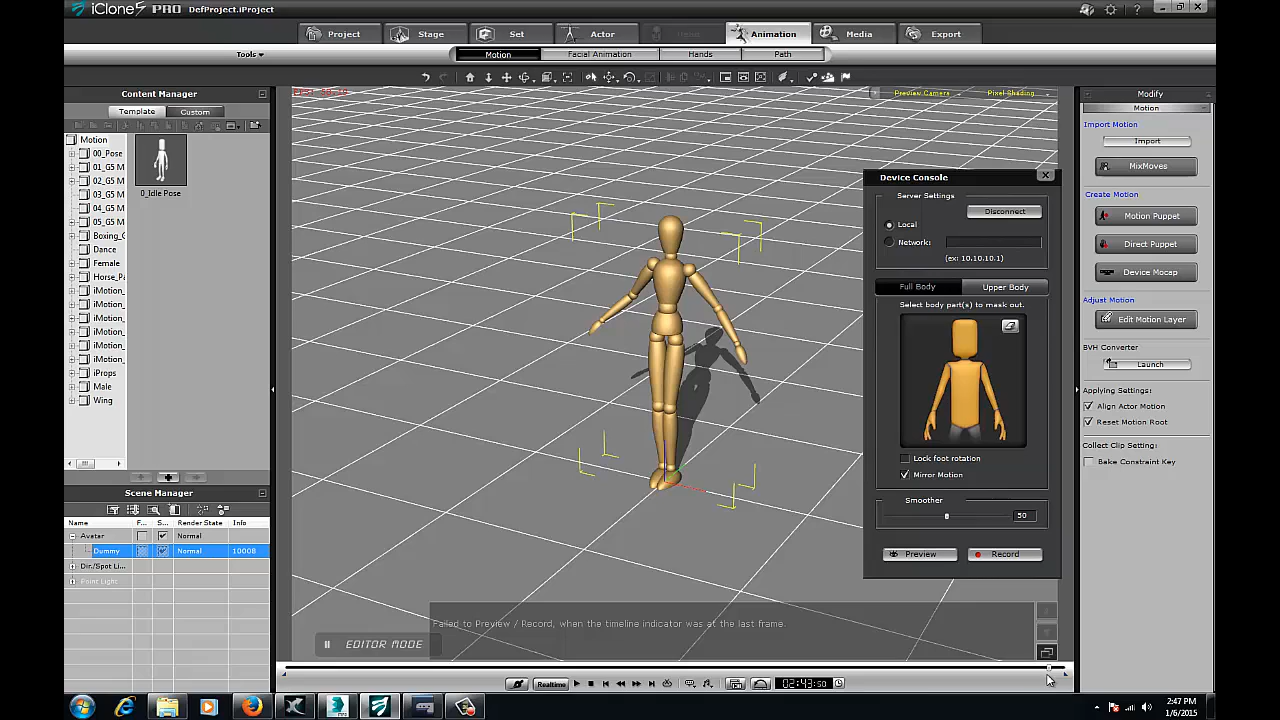 iClone5 PRO DefProject.iProject
Project Stage Set Actor Animation Media Export
Tools
Motion Facial Animation Hands Path
Content Manager
Template Custom
Motion
00_Pose
01_G5 M
02_G5 M
03_G5 M
04_G5 M
05_G5 M
Boxing_G
Dance
Female
Horse_Pa
iMotion_
iMotion_
iMotion_
iMotion_
iMotion_
iProps
Male
Wing
0_Idle Pose
Preview Camera
Pixel Shading
Device Console
Server Settings
Disconnect
Local
Network:
(ex: 10.10.10.1)
Full Body Upper Body
Select body part(s) to mask out.
Lock foot rotation
Mirror Motion
Smoother
50
Preview Record
Modify
Motion
Import Motion
Import
MixMoves
Create Motion
Motion Puppet
Direct Puppet
Device Mocap
Adjust Motion
Edit Motion Layer
BVH Converter
Launch
Applying Settings:
Align Actor Motion
Reset Motion Root
Collect Clip Setting:
Bake Constraint Key
Scene Manager
Name F... S... Render State Info
Avatar Normal
Dummy Normal 10008
Dir./Spot Li...
Point Light
Failed to Preview / Record, when the timeline indicator was at the last frame.
EDITOR MODE
Realtime
02:43:50
2:47 PM
1/6/2015